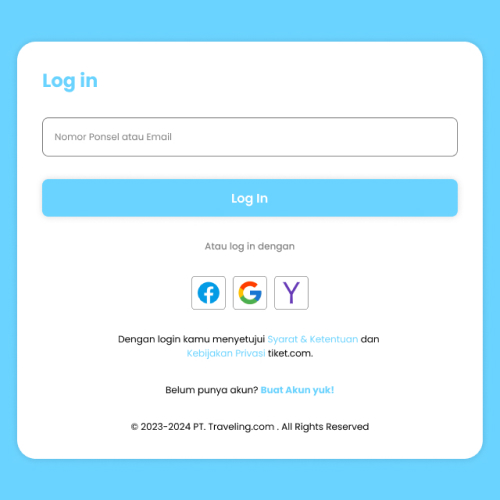 Log in
Nomor Ponsel atau Email
Log In
Atau log in dengan
Dengan login kamu menyetujui Syarat & Ketentuan dan
Kebijakan Privasi tiket.com.
Belum punya akun? Buat Akun yuk!
© 2023-2024 PT. Traveling.com . All Rights Reserved